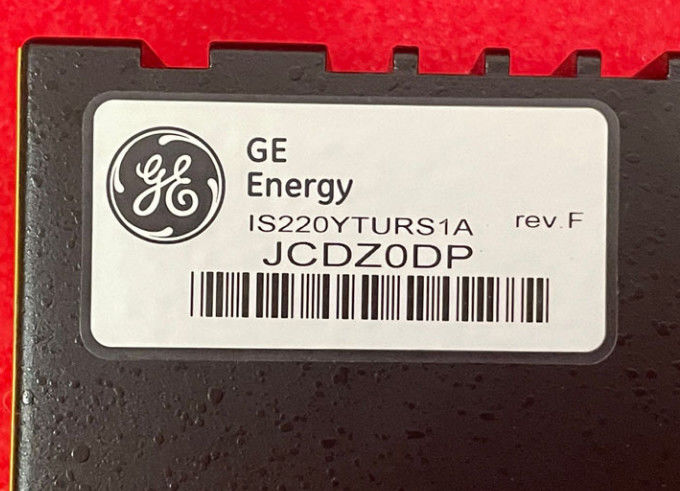 GE
GE
Energy
IS220YTURS1A rev.F
JCDZ0DP